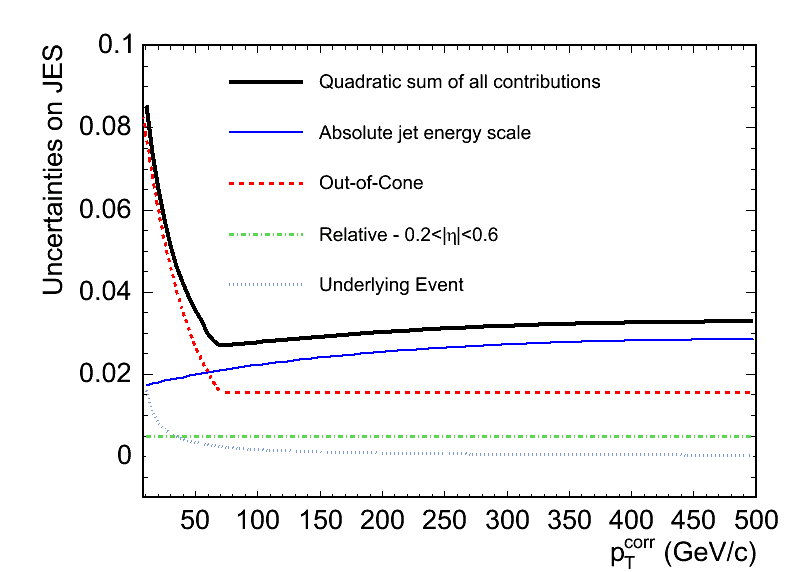 Uncertainties on JES
0.1
0.08
0.06
0.04
0.02
0
Quadratic sum of all contributions
Absolute jet energy scale
Out-of-Cone
Relative - 0.2<|η|<0.6
Underlying Event
50 100 150 200 250 300 350 400 450 500
p_T^corr (GeV/c)